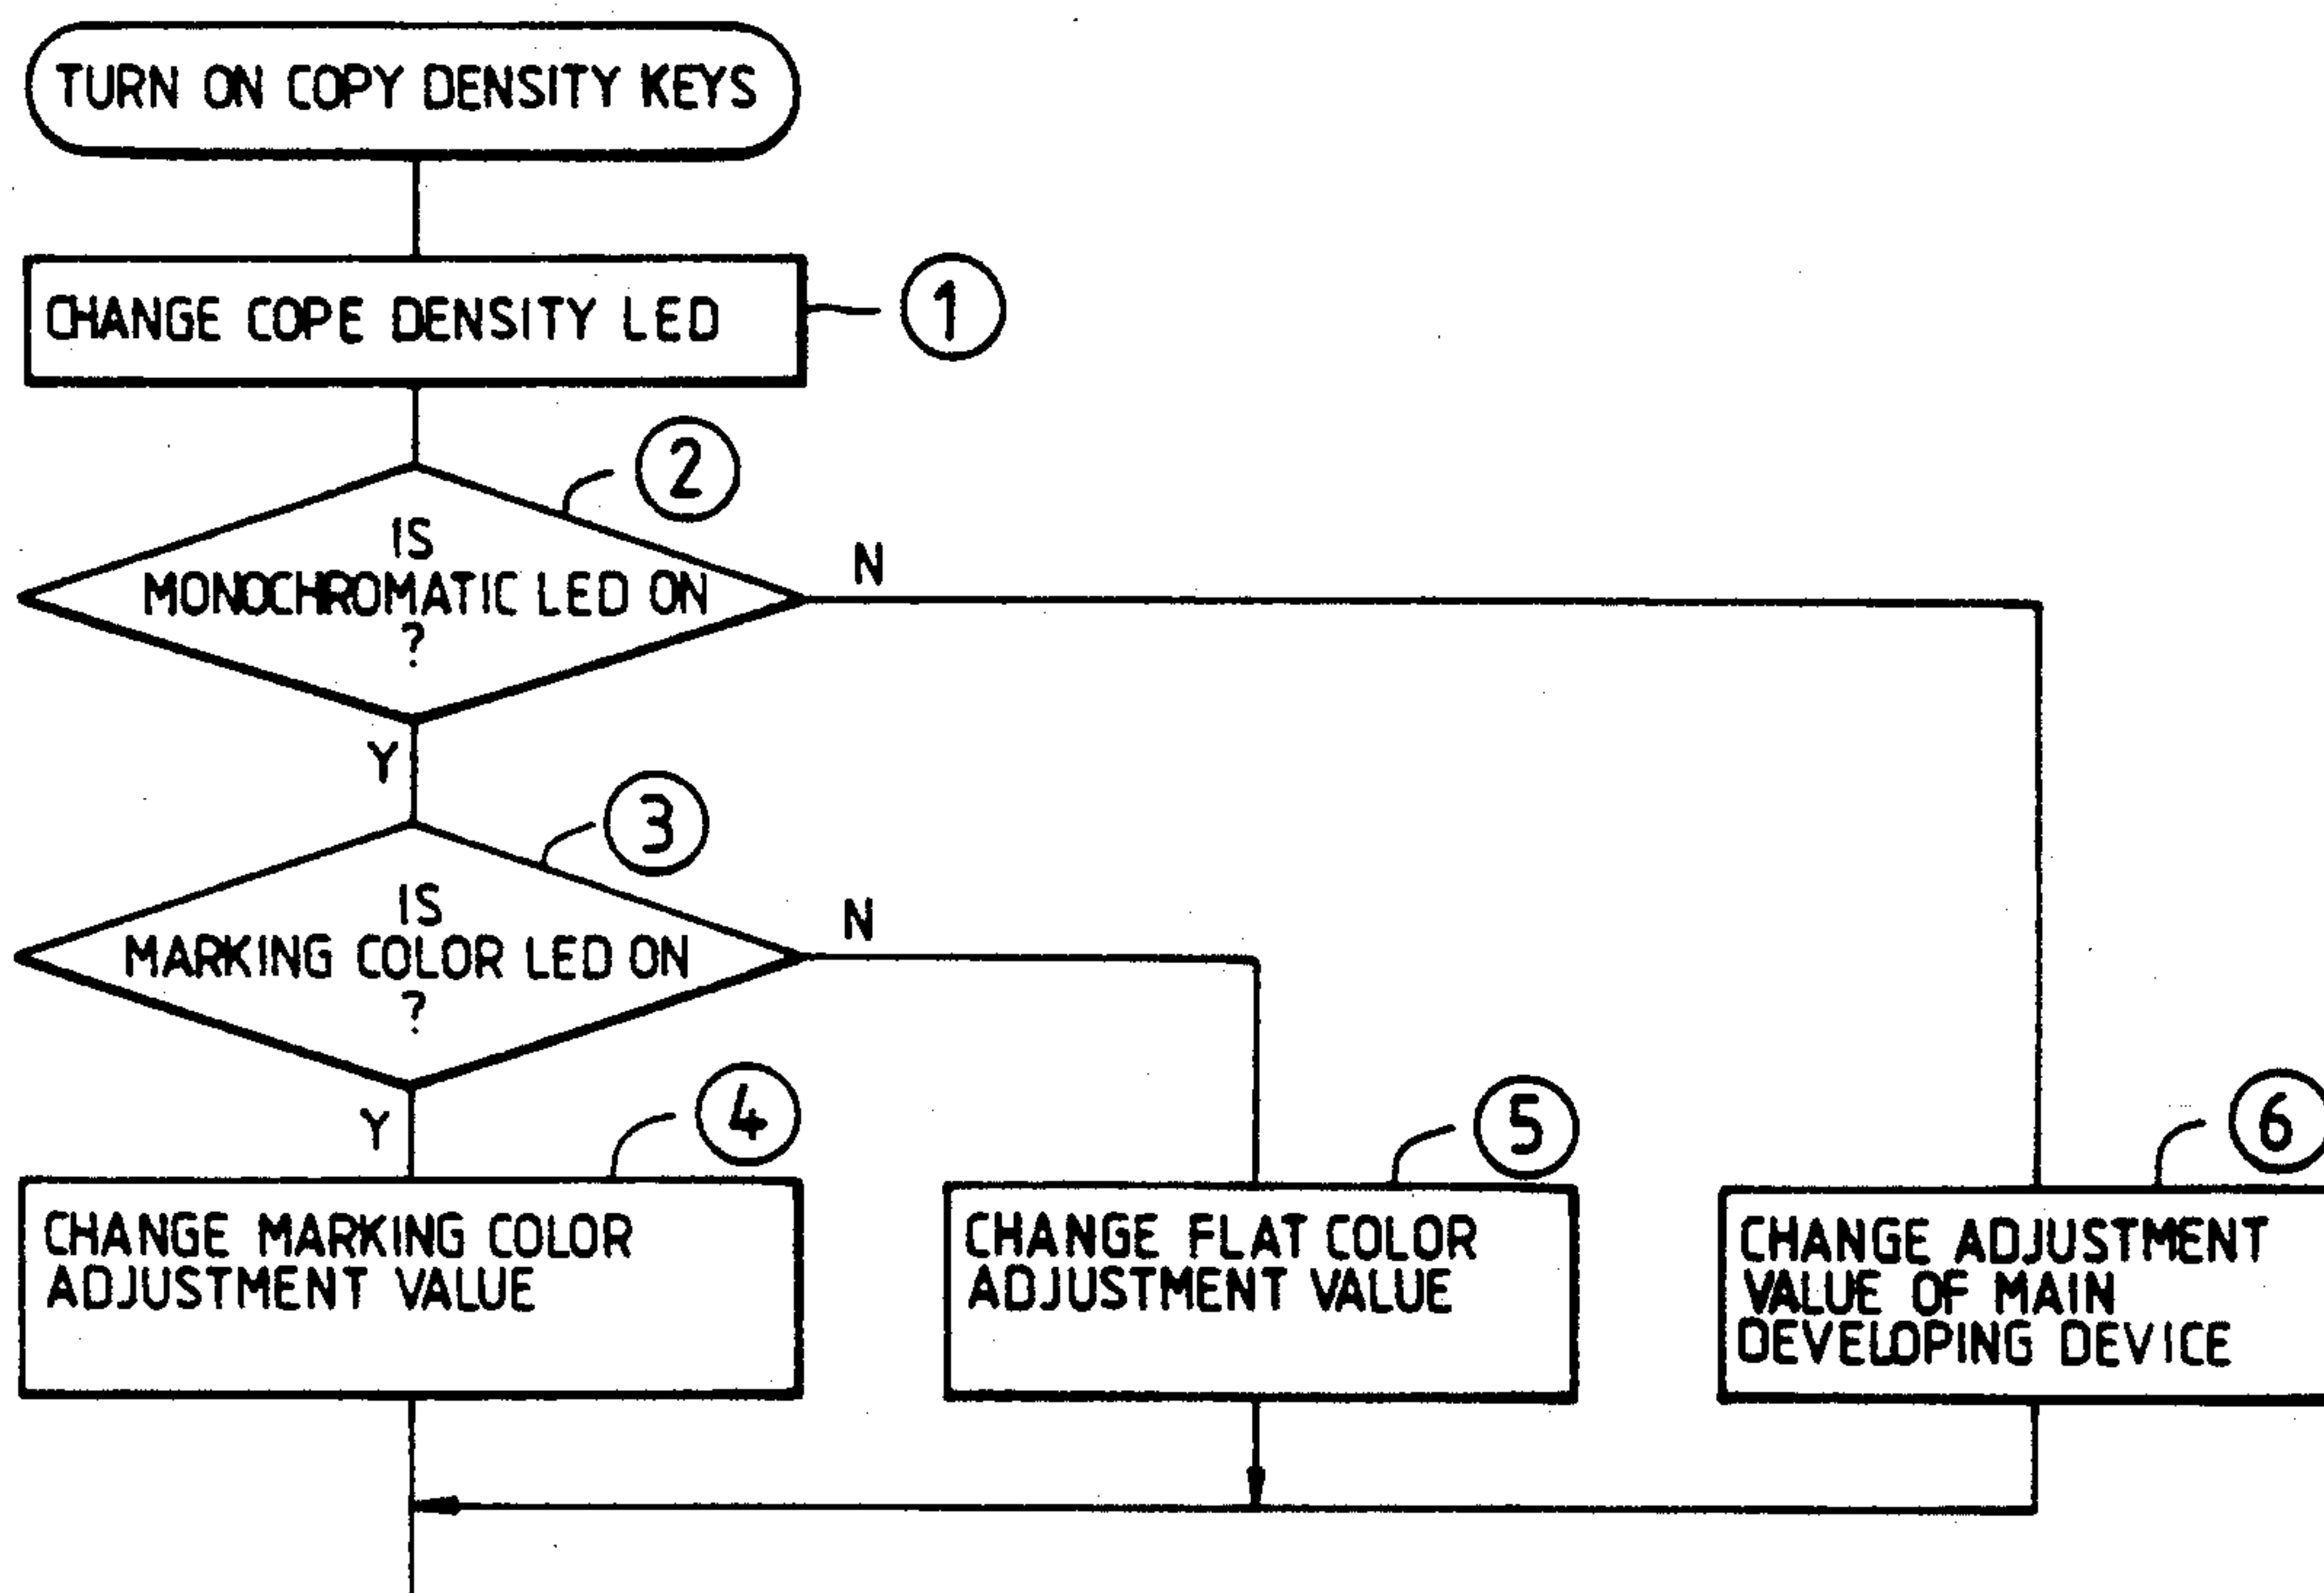 TURN ON COPY DENSITY KEYS
CHANGE COPE DENSITY LED
1
2
IS
MONOCHROMATIC LED ON
?
N
Y
3
IS
MARKING COLOR LED ON
?
N
Y
4
CHANGE MARKING COLOR
ADJUSTMENT VALUE
5
CHANGE FLAT COLOR
ADJUSTMENT VALUE
6
CHANGE ADJUSTMENT
VALUE OF MAIN
DEVELOPING DEVICE